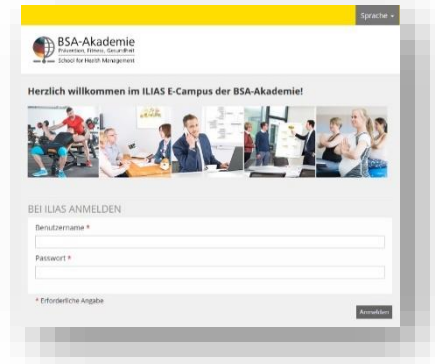 Sprache
BSA-Akademie
Prävention, Fitness, Gesundheit
School for Health Management
Herzlich willkommen im ILIAS E-Campus der BSA-Akademie!
BEI ILIAS ANMELDEN
Benutzername *
Passwort *
* Erforderliche Angabe
Anmelden